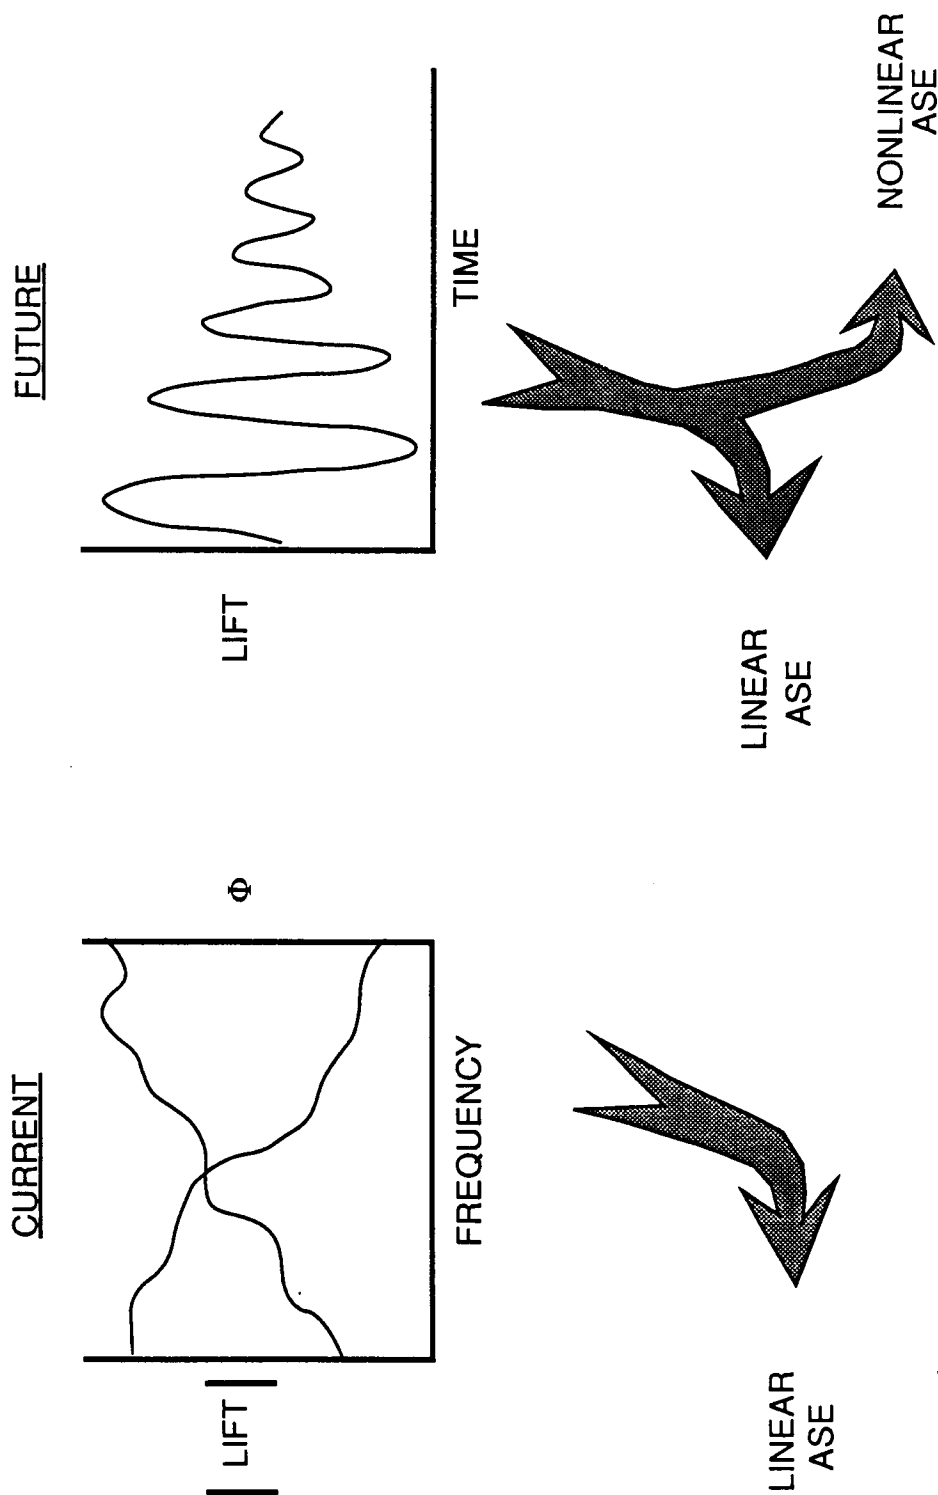 CURRENT
| LIFT |
Φ
FREQUENCY
LINEAR
ASE
FUTURE
LIFT
TIME
LINEAR
ASE
NONLINEAR
ASE